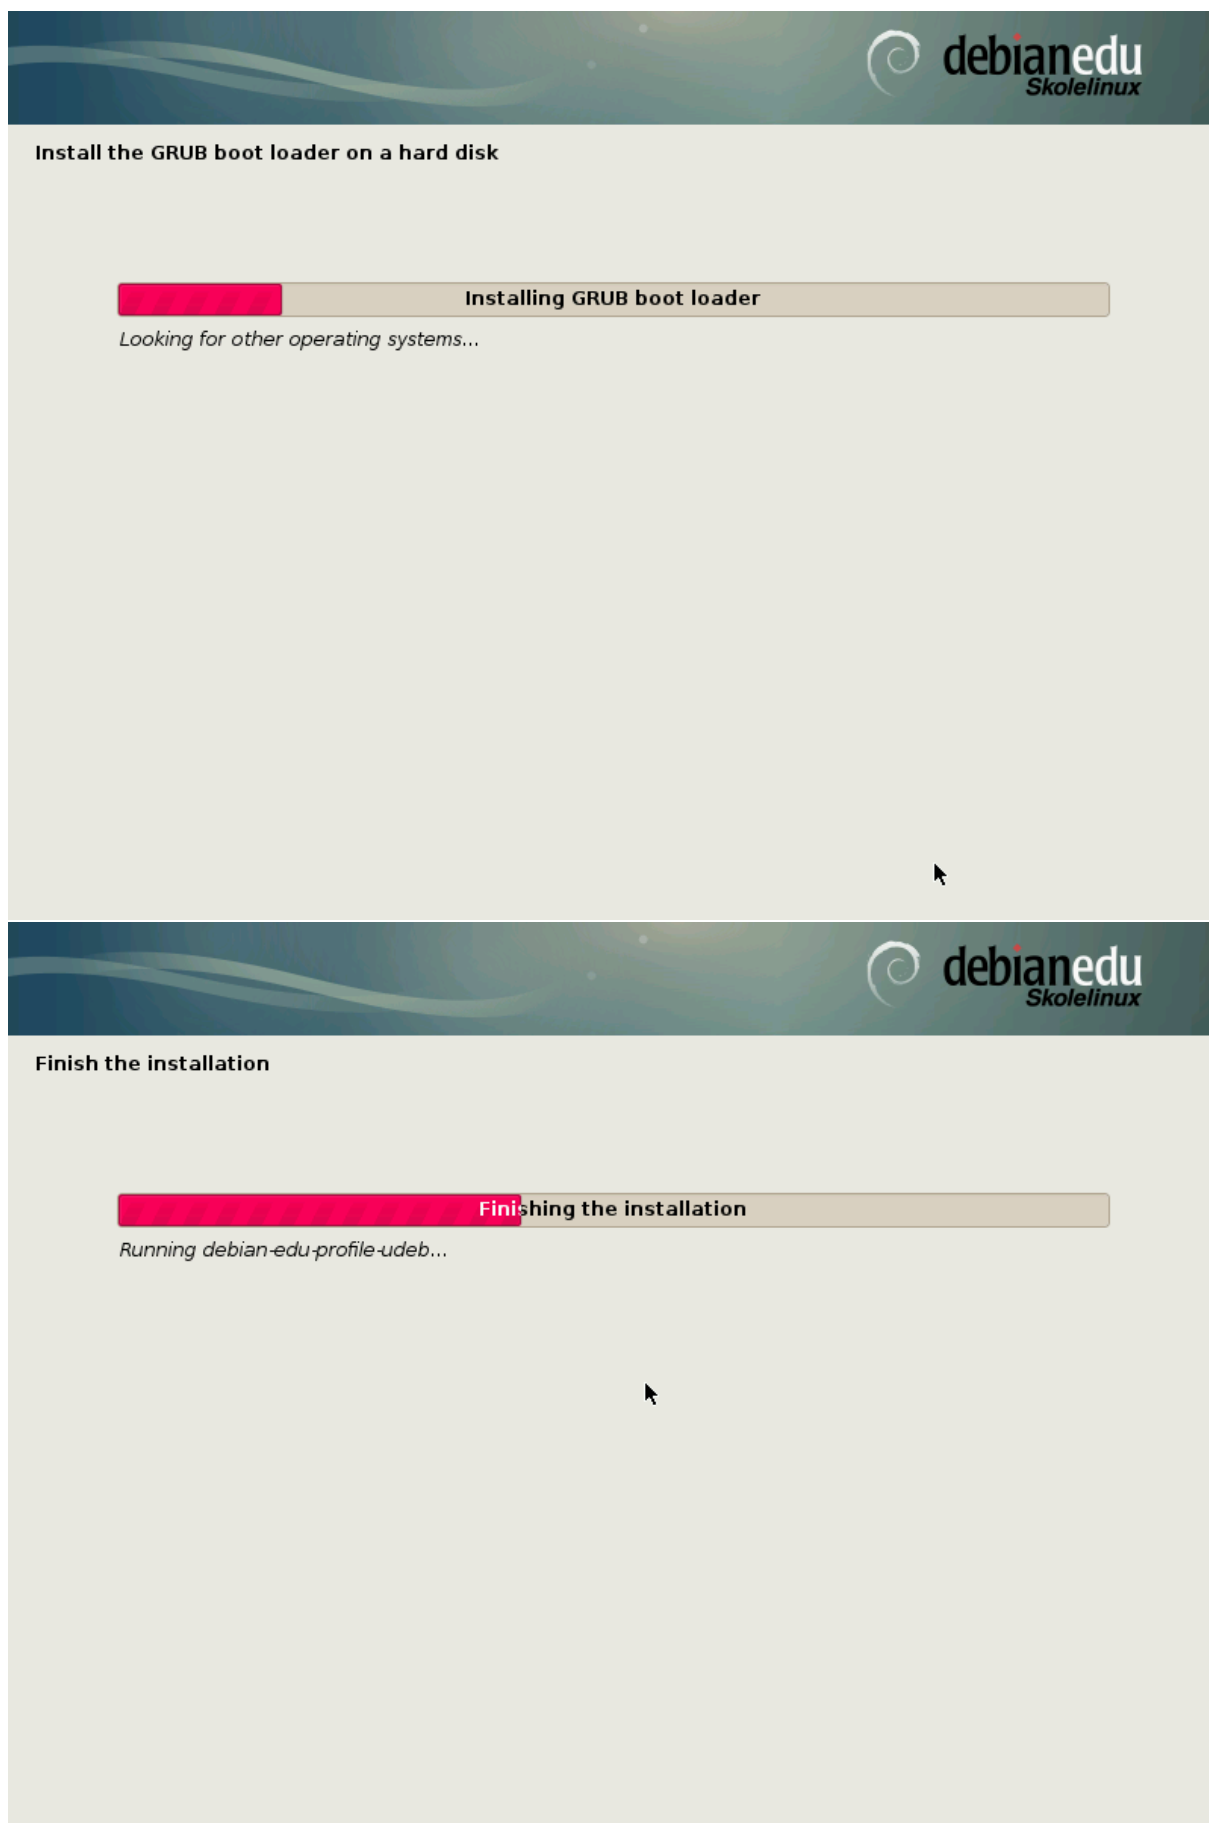 debianedu
Skolelinux
Install the GRUB boot loader on a hard disk
Installing GRUB boot loader
Looking for other operating systems...
debianedu
Skolelinux
Finish the installation
Finishing the installation
Running debian-edu-profile-udeb...